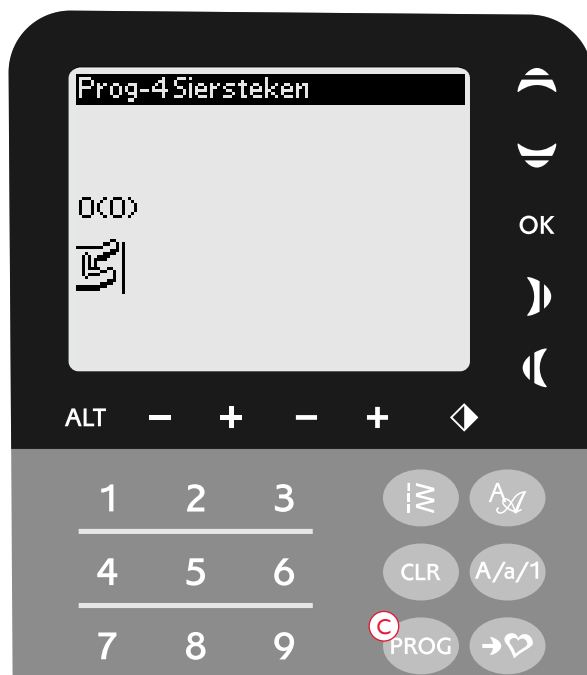 Prog-4 Siersteken
0(0)
OK
ALT - + - +
1 2 3
4 5 6 CLR A/a/1
C
7 8 9 PROG